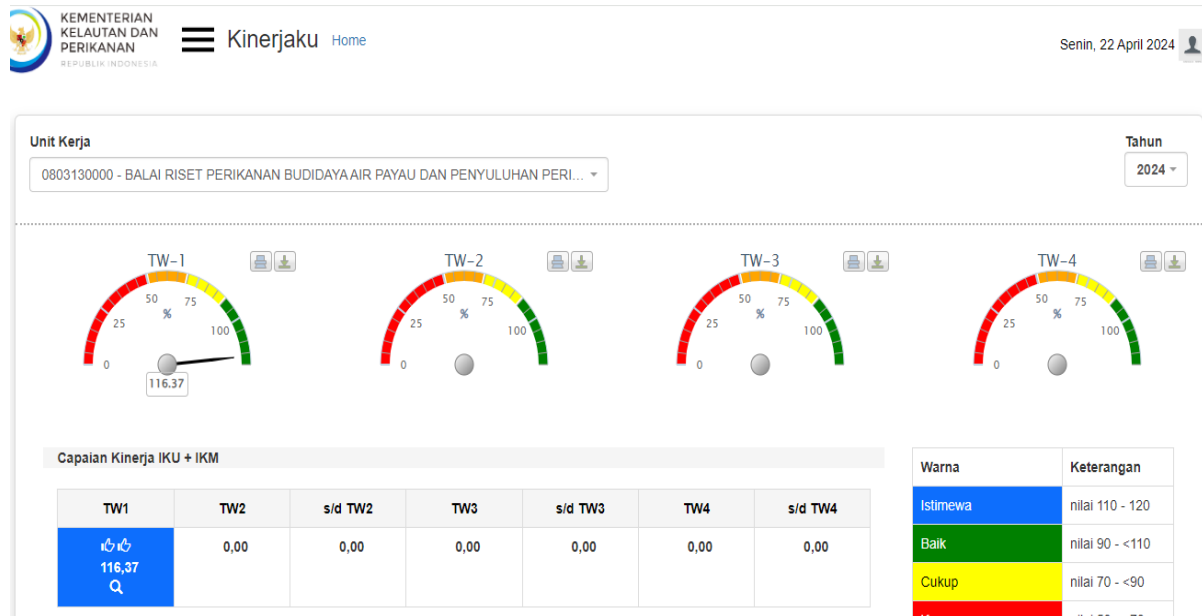 KEMENTERIAN
KELAUTAN DAN
PERIKANAN
REPUBLIK INDONESIA
Kinerjaku Home
Senin, 22 April 2024
Unit Kerja
Tahun
0803130000 - BALAI RISET PERIKANAN BUDIDAYA AIR PAYAU DAN PENYULUHAN PERI...
2024
TW-1
0
25
50
75
100
%
116.37
TW-2
0
25
50
75
100
%
TW-3
0
25
50
75
100
%
TW-4
0
25
50
75
100
%
Capaian Kinerja IKU + IKM
TW1 TW2 s/d TW2 TW3 s/d TW3 TW4 s/d TW4
116,37 0,00 0,00 0,00 0,00 0,00 0,00
Warna Keterangan
Istimewa nilai 110 - 120
Baik nilai 90 - <110
Cukup nilai 70 - <90